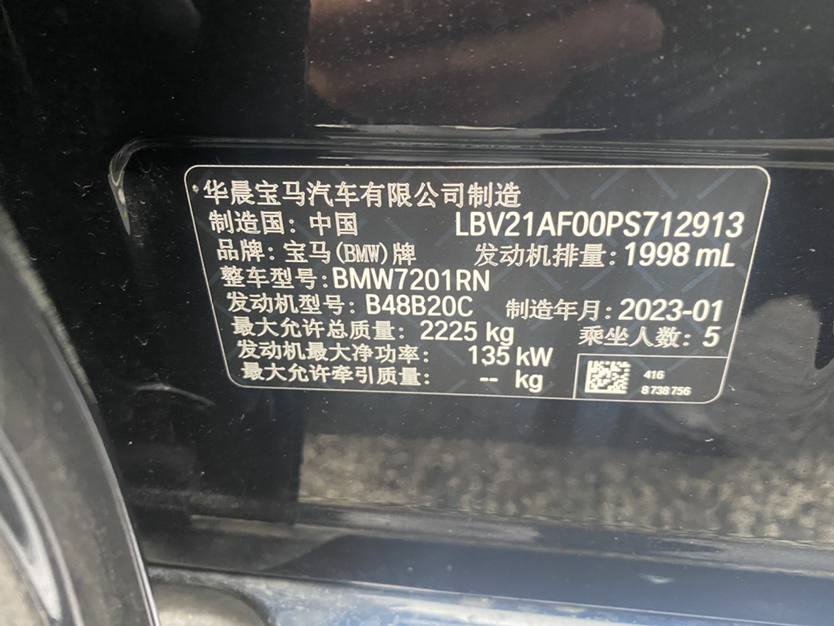 华晨宝马汽车有限公司制造
制造国：中国 LBV21AF00PS712913
品牌：宝马(BMW)牌 发动机排量：1998 mL
整车型号：BMW7201RN
发动机型号：B48B20C 制造年月：2023-01
最大允许总质量：2225 kg 乘坐人数：5
发动机最大净功率：135 kW
最大允许牵引质量：-- kg
416
8 738 756